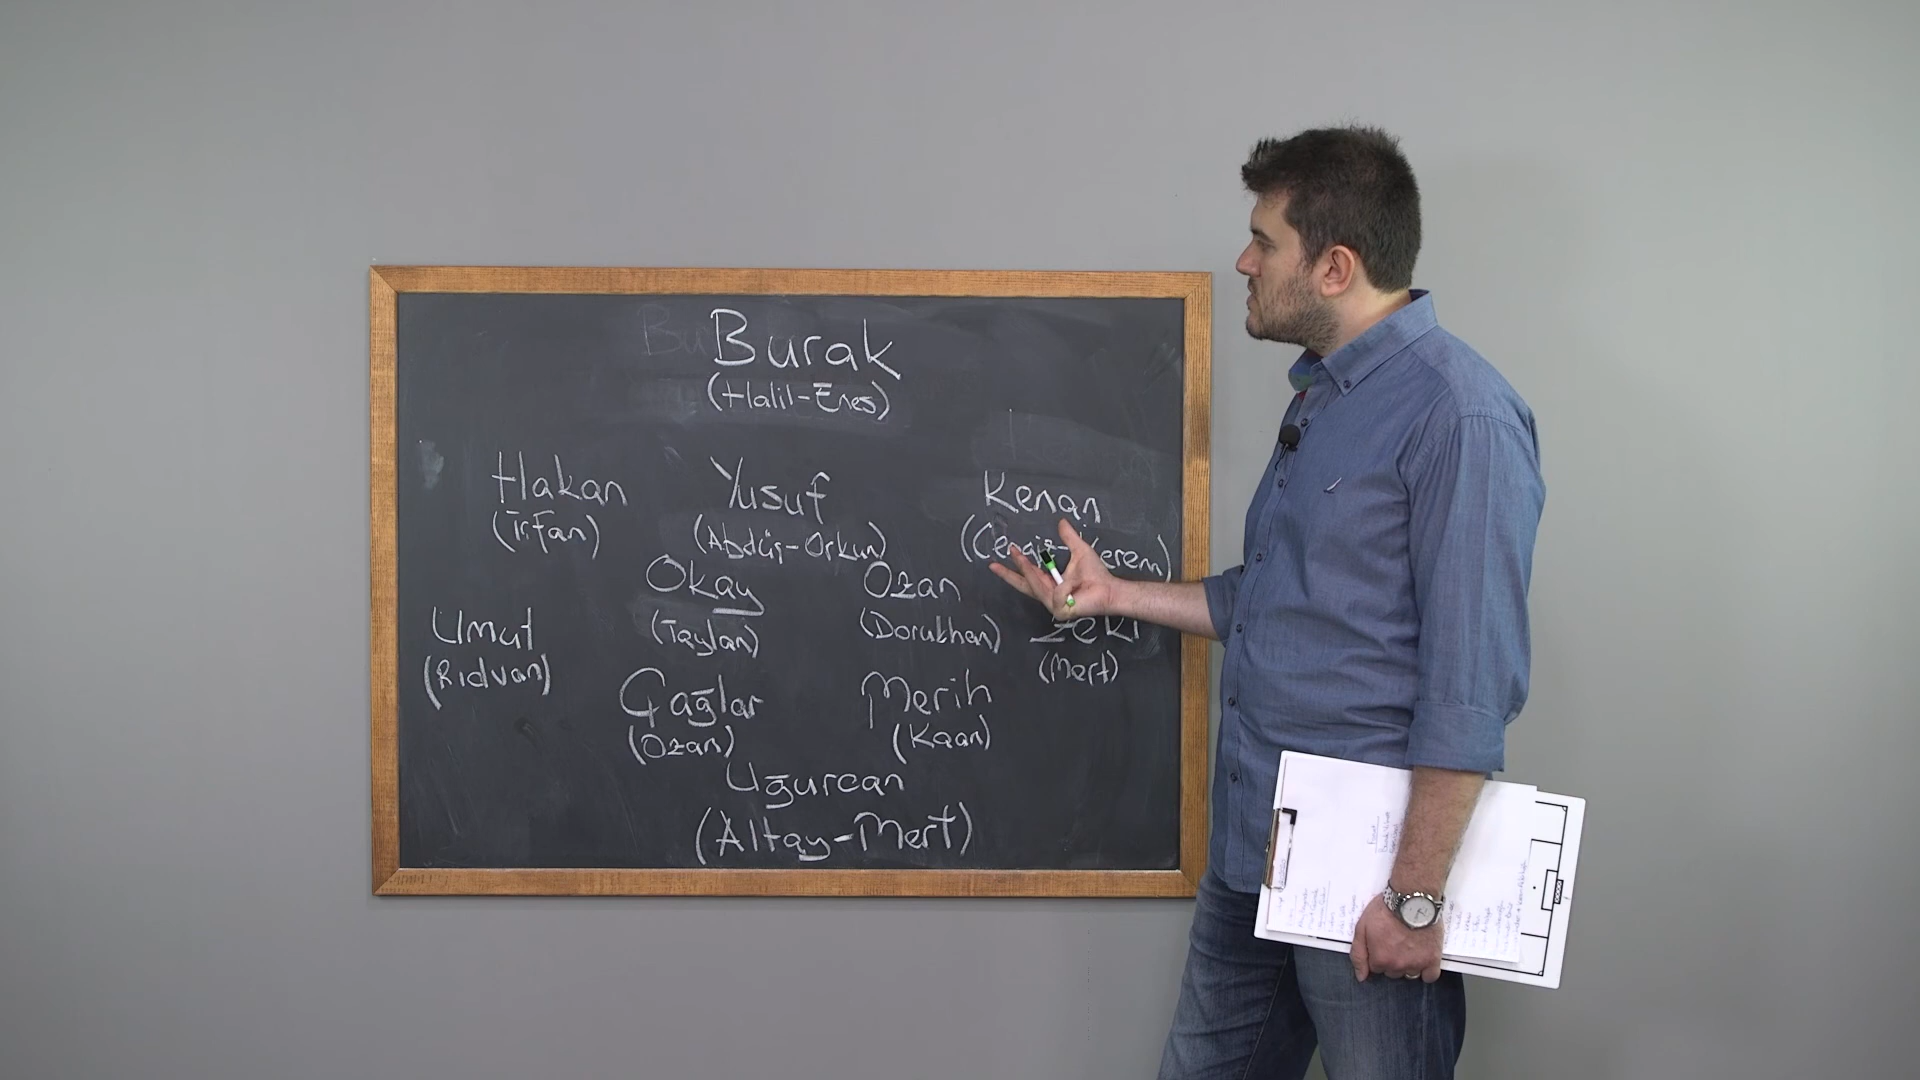 Burak
(Halil-Enes)
Hakan Yusuf Kenan
(İrfan) (Abdüş-Orkun) (Cengiz-Kerem)
Okay Ozan
Umut (Taylan) (Dorukhan) Zeki
(Rıdvan) (Mert)
Çağlar Merih
(Ozan) (Kaan)
Uğurcan
(Altay-Mert)